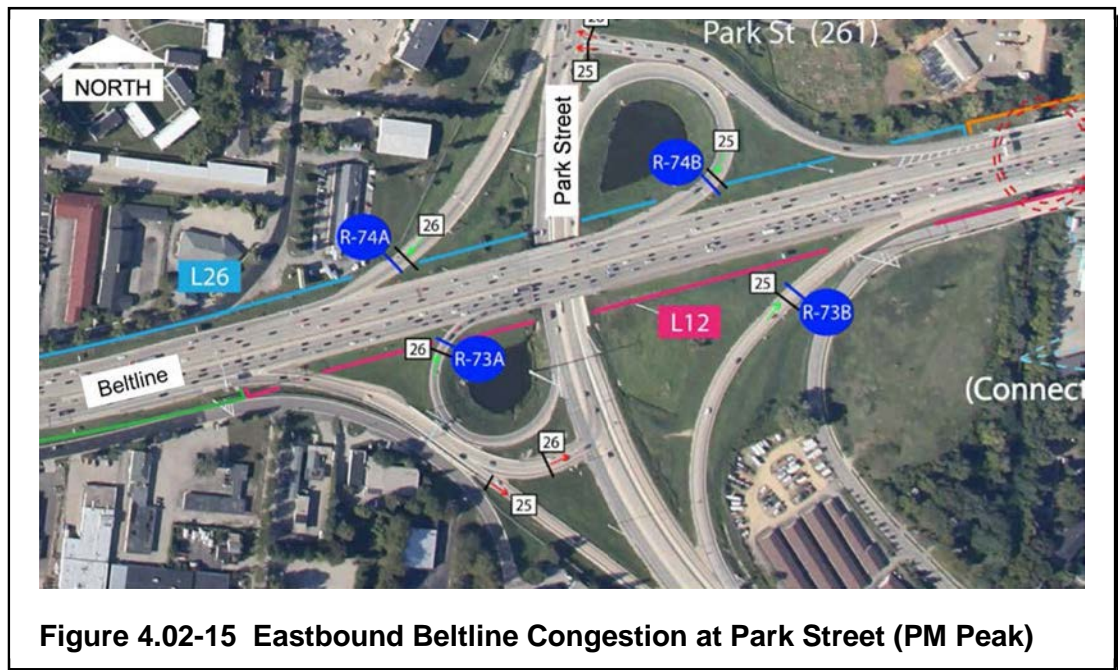 26
Park St (261)
NORTH
25
Park Street
25
R-74B
26
R-74A
25
L26
R-73B
L12
26
R-73A
Beltline
(Connect
26
25
Figure 4.02-15 Eastbound Beltline Congestion at Park Street (PM Peak)